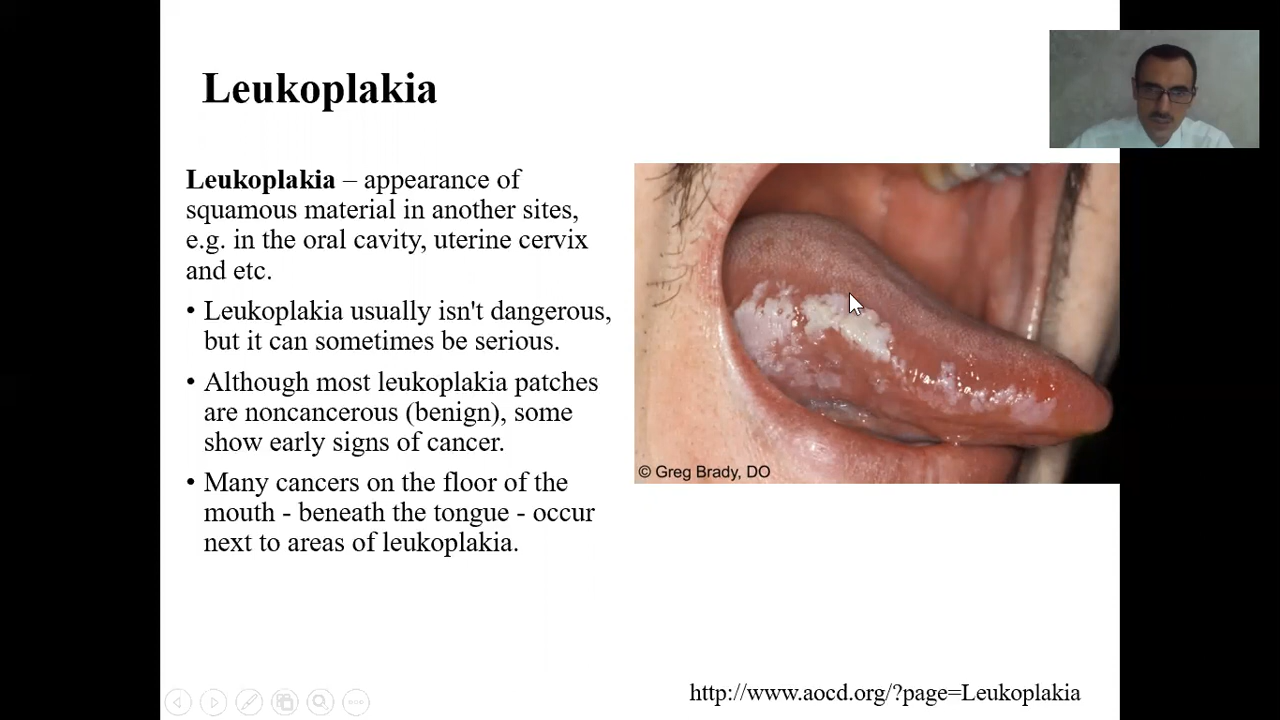 Leukoplakia
Leukoplakia – appearance of
squamous material in another sites,
e.g. in the oral cavity, uterine cervix
and etc.
• Leukoplakia usually isn't dangerous,
but it can sometimes be serious.
• Although most leukoplakia patches
are noncancerous (benign), some
show early signs of cancer.
• Many cancers on the floor of the
mouth - beneath the tongue - occur
next to areas of leukoplakia.
© Greg Brady, DO
http://www.aocd.org/?page=Leukoplakia